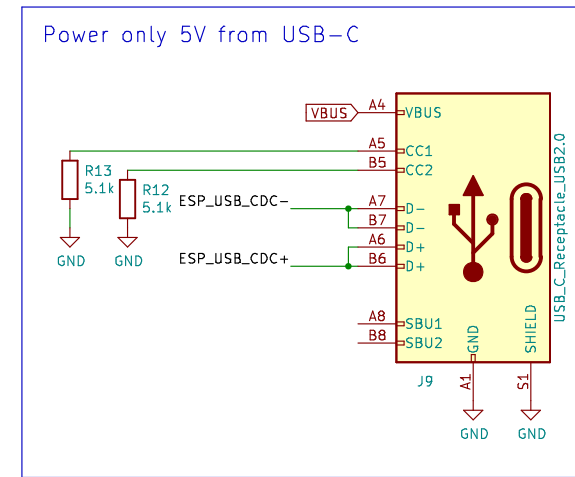 Power only 5V from USB-C
VBUS
A4
VBUS
A5
CC1
B5
CC2
R13
5.1k
R12
5.1k
ESP_USB_CDC-
A7
D-
B7
D-
A6
D+
ESP_USB_CDC+
B6
D+
GND
GND
A8
SBU1
B8
SBU2
GND
SHIELD
USB_C_Receptacle_USB2.0
J9
A1
S1
GND
GND